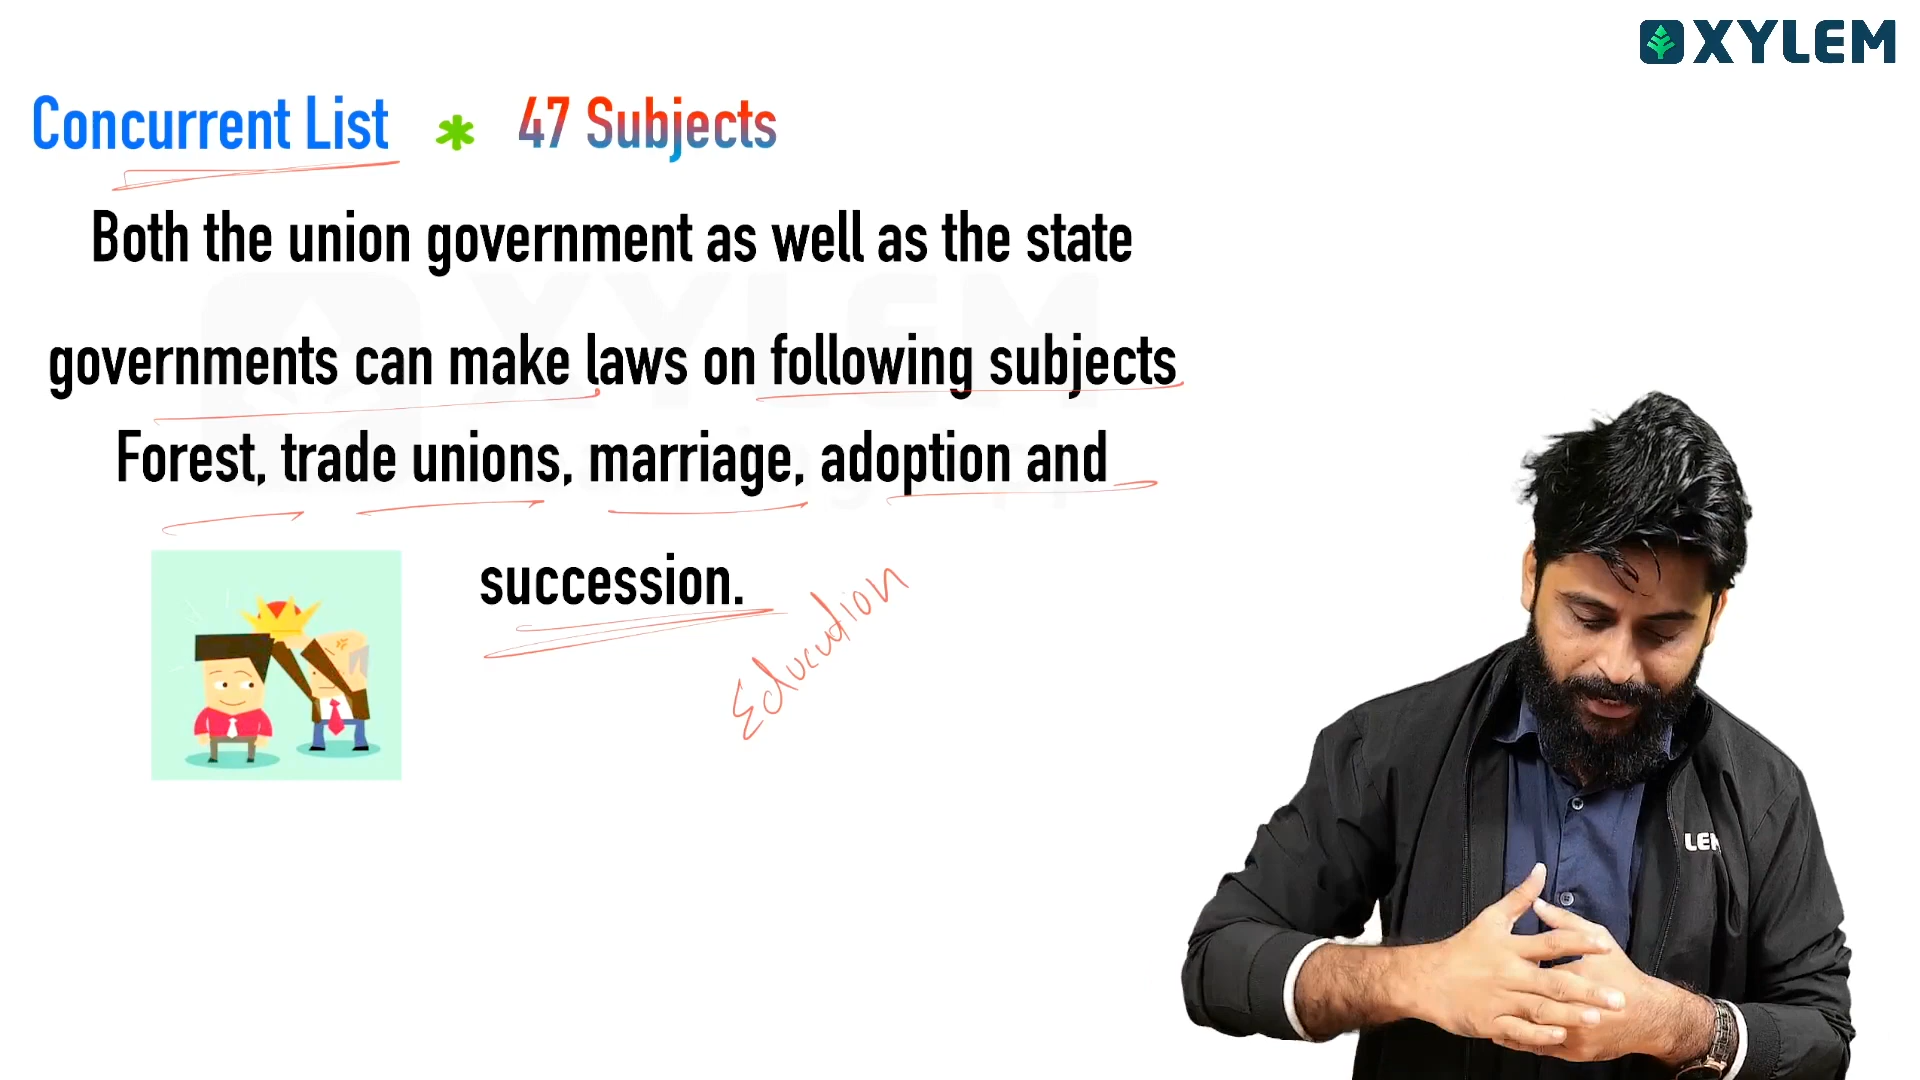 XYLEM
Concurrent List * 47 Subjects
Both the union government as well as the state
governments can make laws on following subjects
Forest, trade unions, marriage, adoption and
succession.
Education
XYLEM